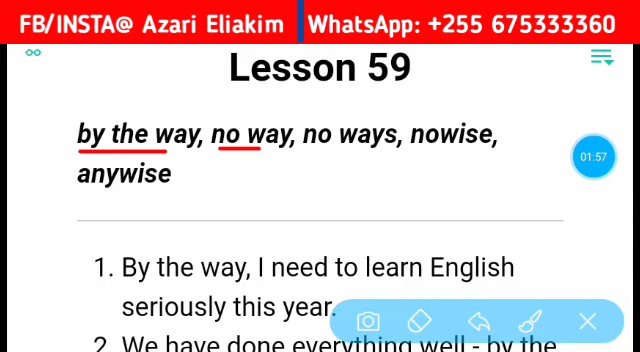 FB/INSTA@ Azari Eliakim WhatsApp: +255 675333360
Lesson 59
by the way, no way, no ways, nowise,
anywise
01:57
1. By the way, I need to learn English
seriously this year.
2. We have done everything well - by the